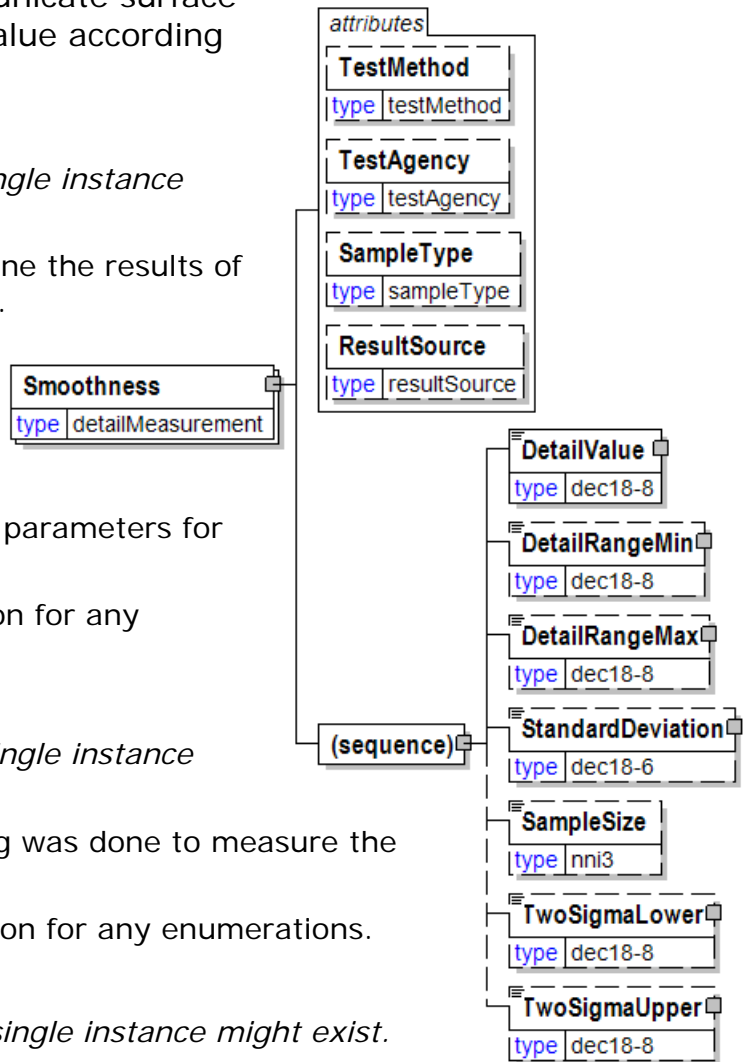 unicate surface
alue according
ngle instance
ne the results of
.
parameters for
on for any
ingle instance
g was done to measure the
on for any enumerations.
single instance might exist.
Smoothness
type detailMeasurement
attributes
TestMethod
type testMethod
TestAgency
type testAgency
SampleType
type sampleType
ResultSource
type resultSource
(sequence)
DetailValue
type dec18-8
DetailRangeMin
type dec18-8
DetailRangeMax
type dec18-8
StandardDeviation
type dec18-6
SampleSize
type nni3
TwoSigmaLower
type dec18-8
TwoSigmaUpper
type dec18-8